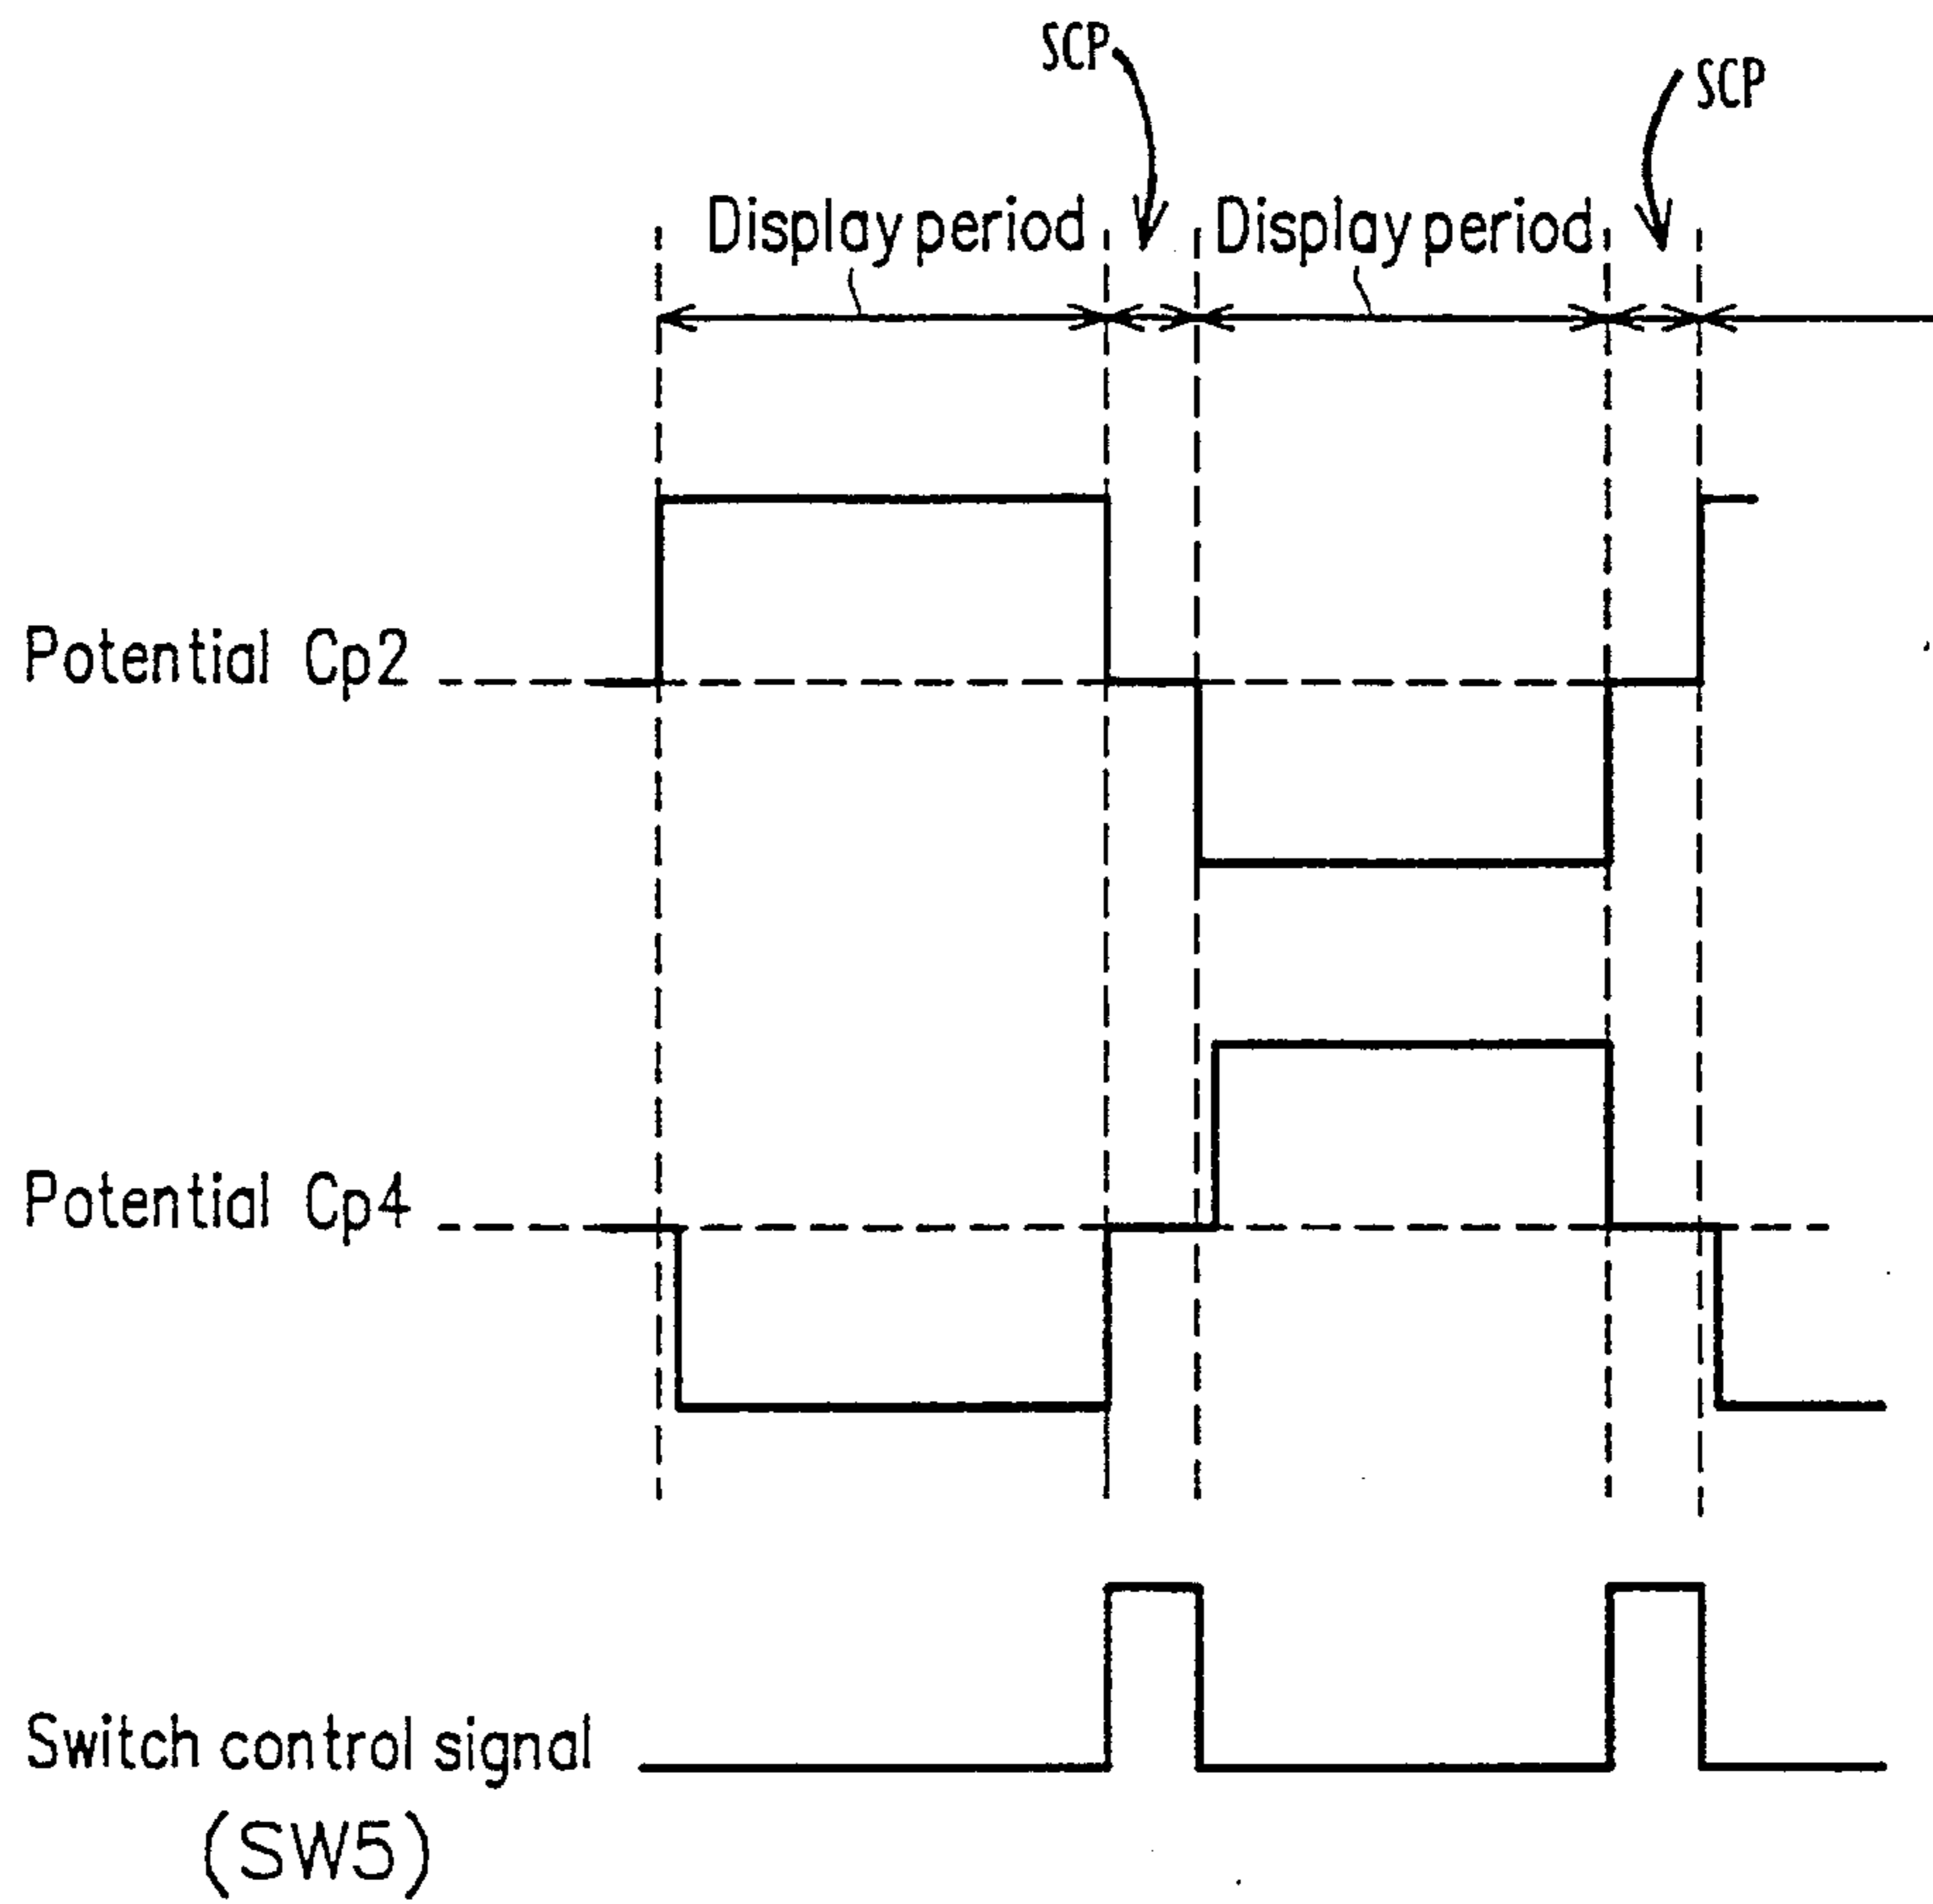 SCP
SCP
Display period
Display period
Potential Cp2
Potential Cp4
Switch control signal
(SW5)